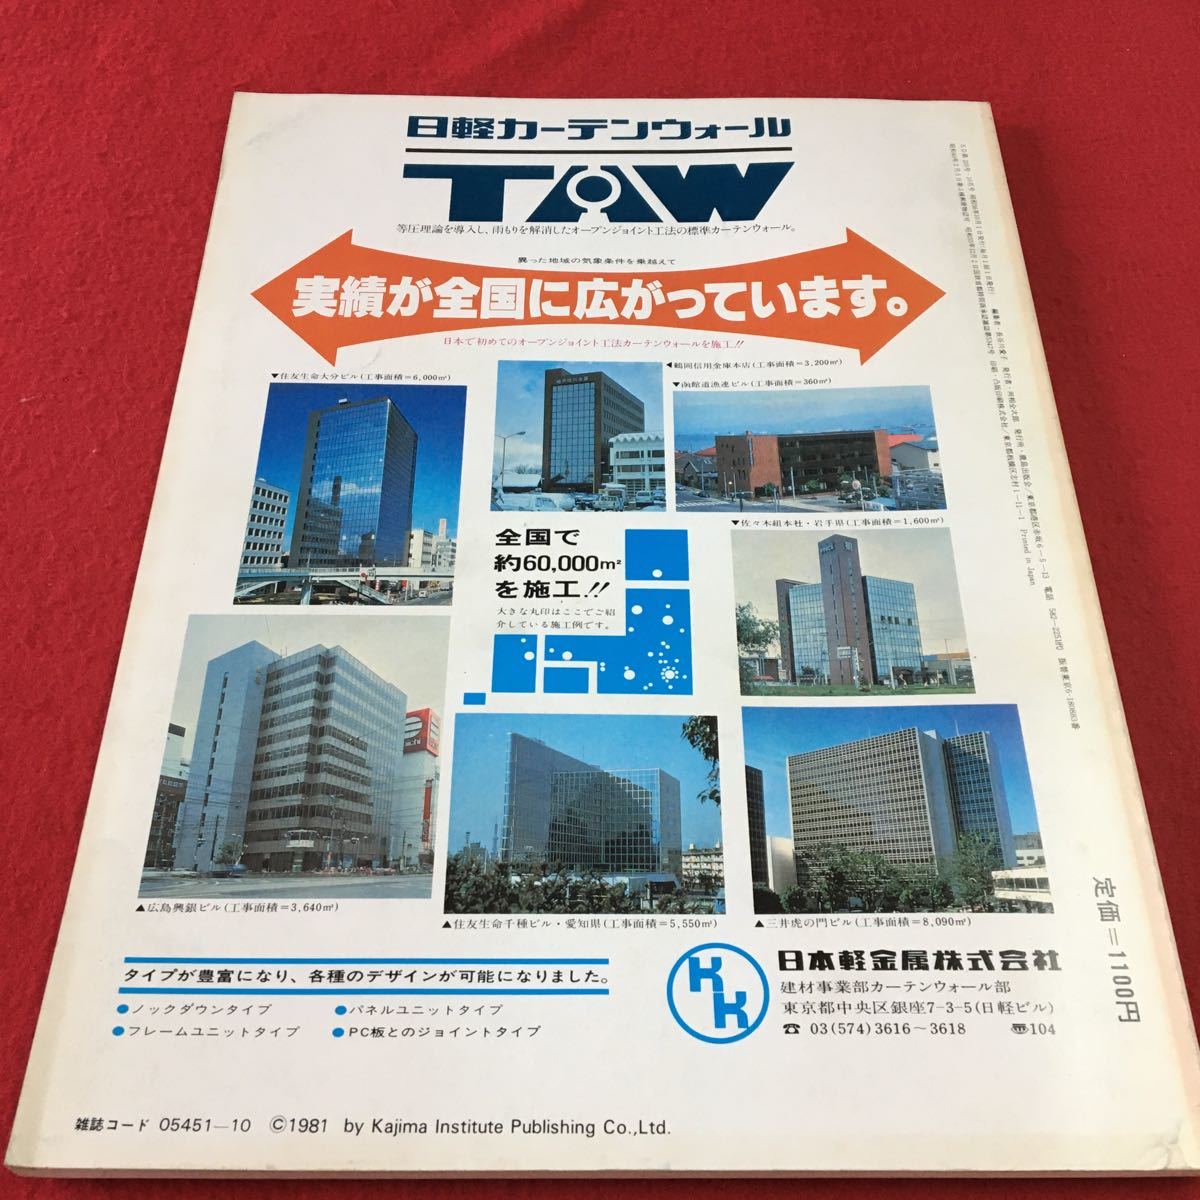 日軽カーテンウォール
TAW
等圧理論を導入し、雨もりを解消したオープンジョイント工法の標準カーテンウォール。
異った地域の気象条件を乗越えて
実績が全国に広がっています。
日本で初めてのオープンジョイント工法カーテンウォールを施工!!
▼住友生命大分ビル(工事面積=6,000㎡)
◀鶴岡信用金庫本店(工事面積=3,200㎡)
▼函館道漁連ビル(工事面積=360㎡)
▼佐々木組本社・岩手県(工事面積=1,600㎡)
全国で
約60,000㎡
を施工!!
大きな丸印はここでご紹
介している施工例です。
▲広島興銀ビル(工事面積=3,640㎡)
▲住友生命千種ビル・愛知県(工事面積=5,550㎡)
▲三井虎の門ビル(工事面積=8,090㎡)
タイプが豊富になり、各種のデザインが可能になりました。
●ノックダウンタイプ
●パネルユニットタイプ
●フレームユニットタイプ
●PC板とのジョイントタイプ
KK
日本軽金属株式会社
建材事業部カーテンウォール部
東京都中央区銀座7-3-5(日軽ビル)
☎ 03(574)3616〜3618
104
定価=1100円
雑誌コード 05451—10 ©1981 by Kajima Institute Publishing Co.,Ltd.